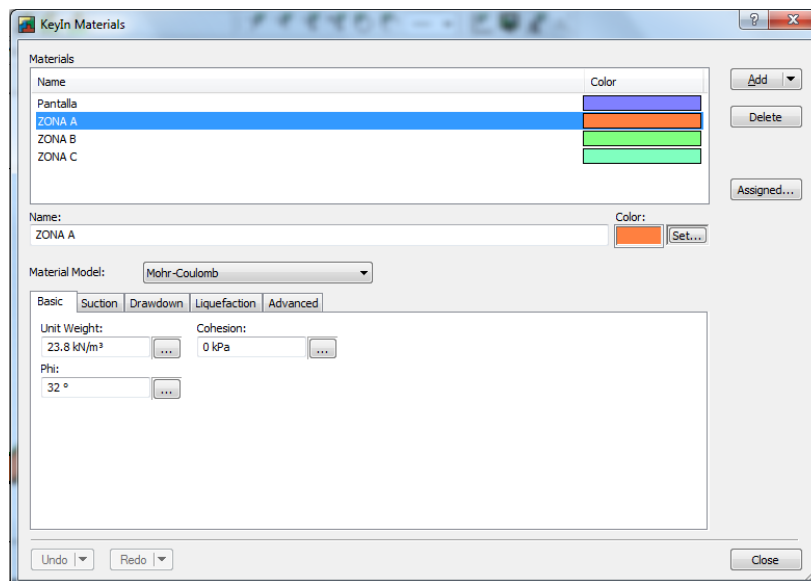 KeyIn Materials
Materials
Name Color
Add
Pantalla
ZONA A
Delete
ZONA B
ZONA C
Assigned...
Name: Color:
ZONA A Set...
Material Model: Mohr-Coulomb
Basic Suction Drawdown Liquefaction Advanced
Unit Weight: Cohesion:
23.8 kN/m³ ... 0 kPa ...
Phi:
32 ° ...
Undo Redo Close